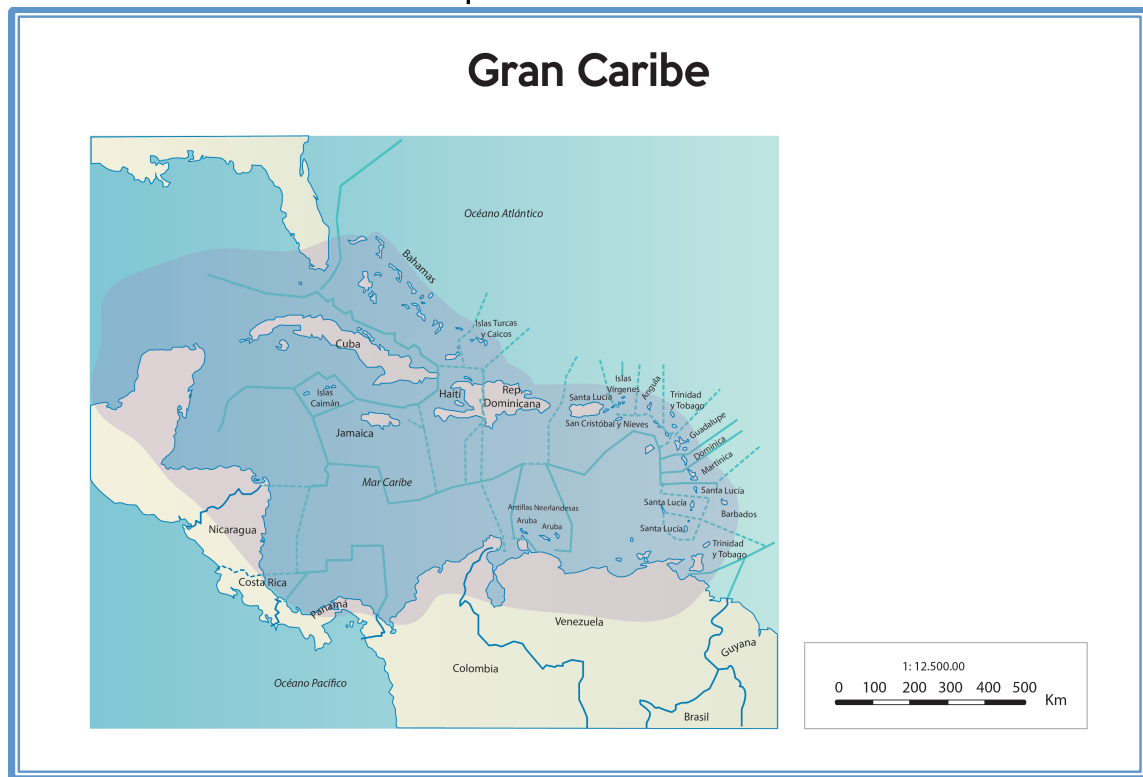 Gran Caribe
Océano Atlántico
Bahamas
Islas Turcas
y Caicos
Cuba
Islas
Caimán
Haití
Rep.
Dominicana
Jamaica
Santa Lucía
Islas
Vírgenes
Angula
Trinidad
y Tobago
San Cristóbal y Nieves
Guadalupe
Dominica
Martinica
Mar Caribe
Santa Lucía
Santa Lucía
Barbados
Antillas Neerlandesas
Aruba
Aruba
Santa Lucía
Nicaragua
Trinidad
y Tobago
Costa Rica
Panamá
Venezuela
Guyana
Colombia
Océano Pacífico
Brasil
1: 12.500.00
0 100 200 300 400 500
Km